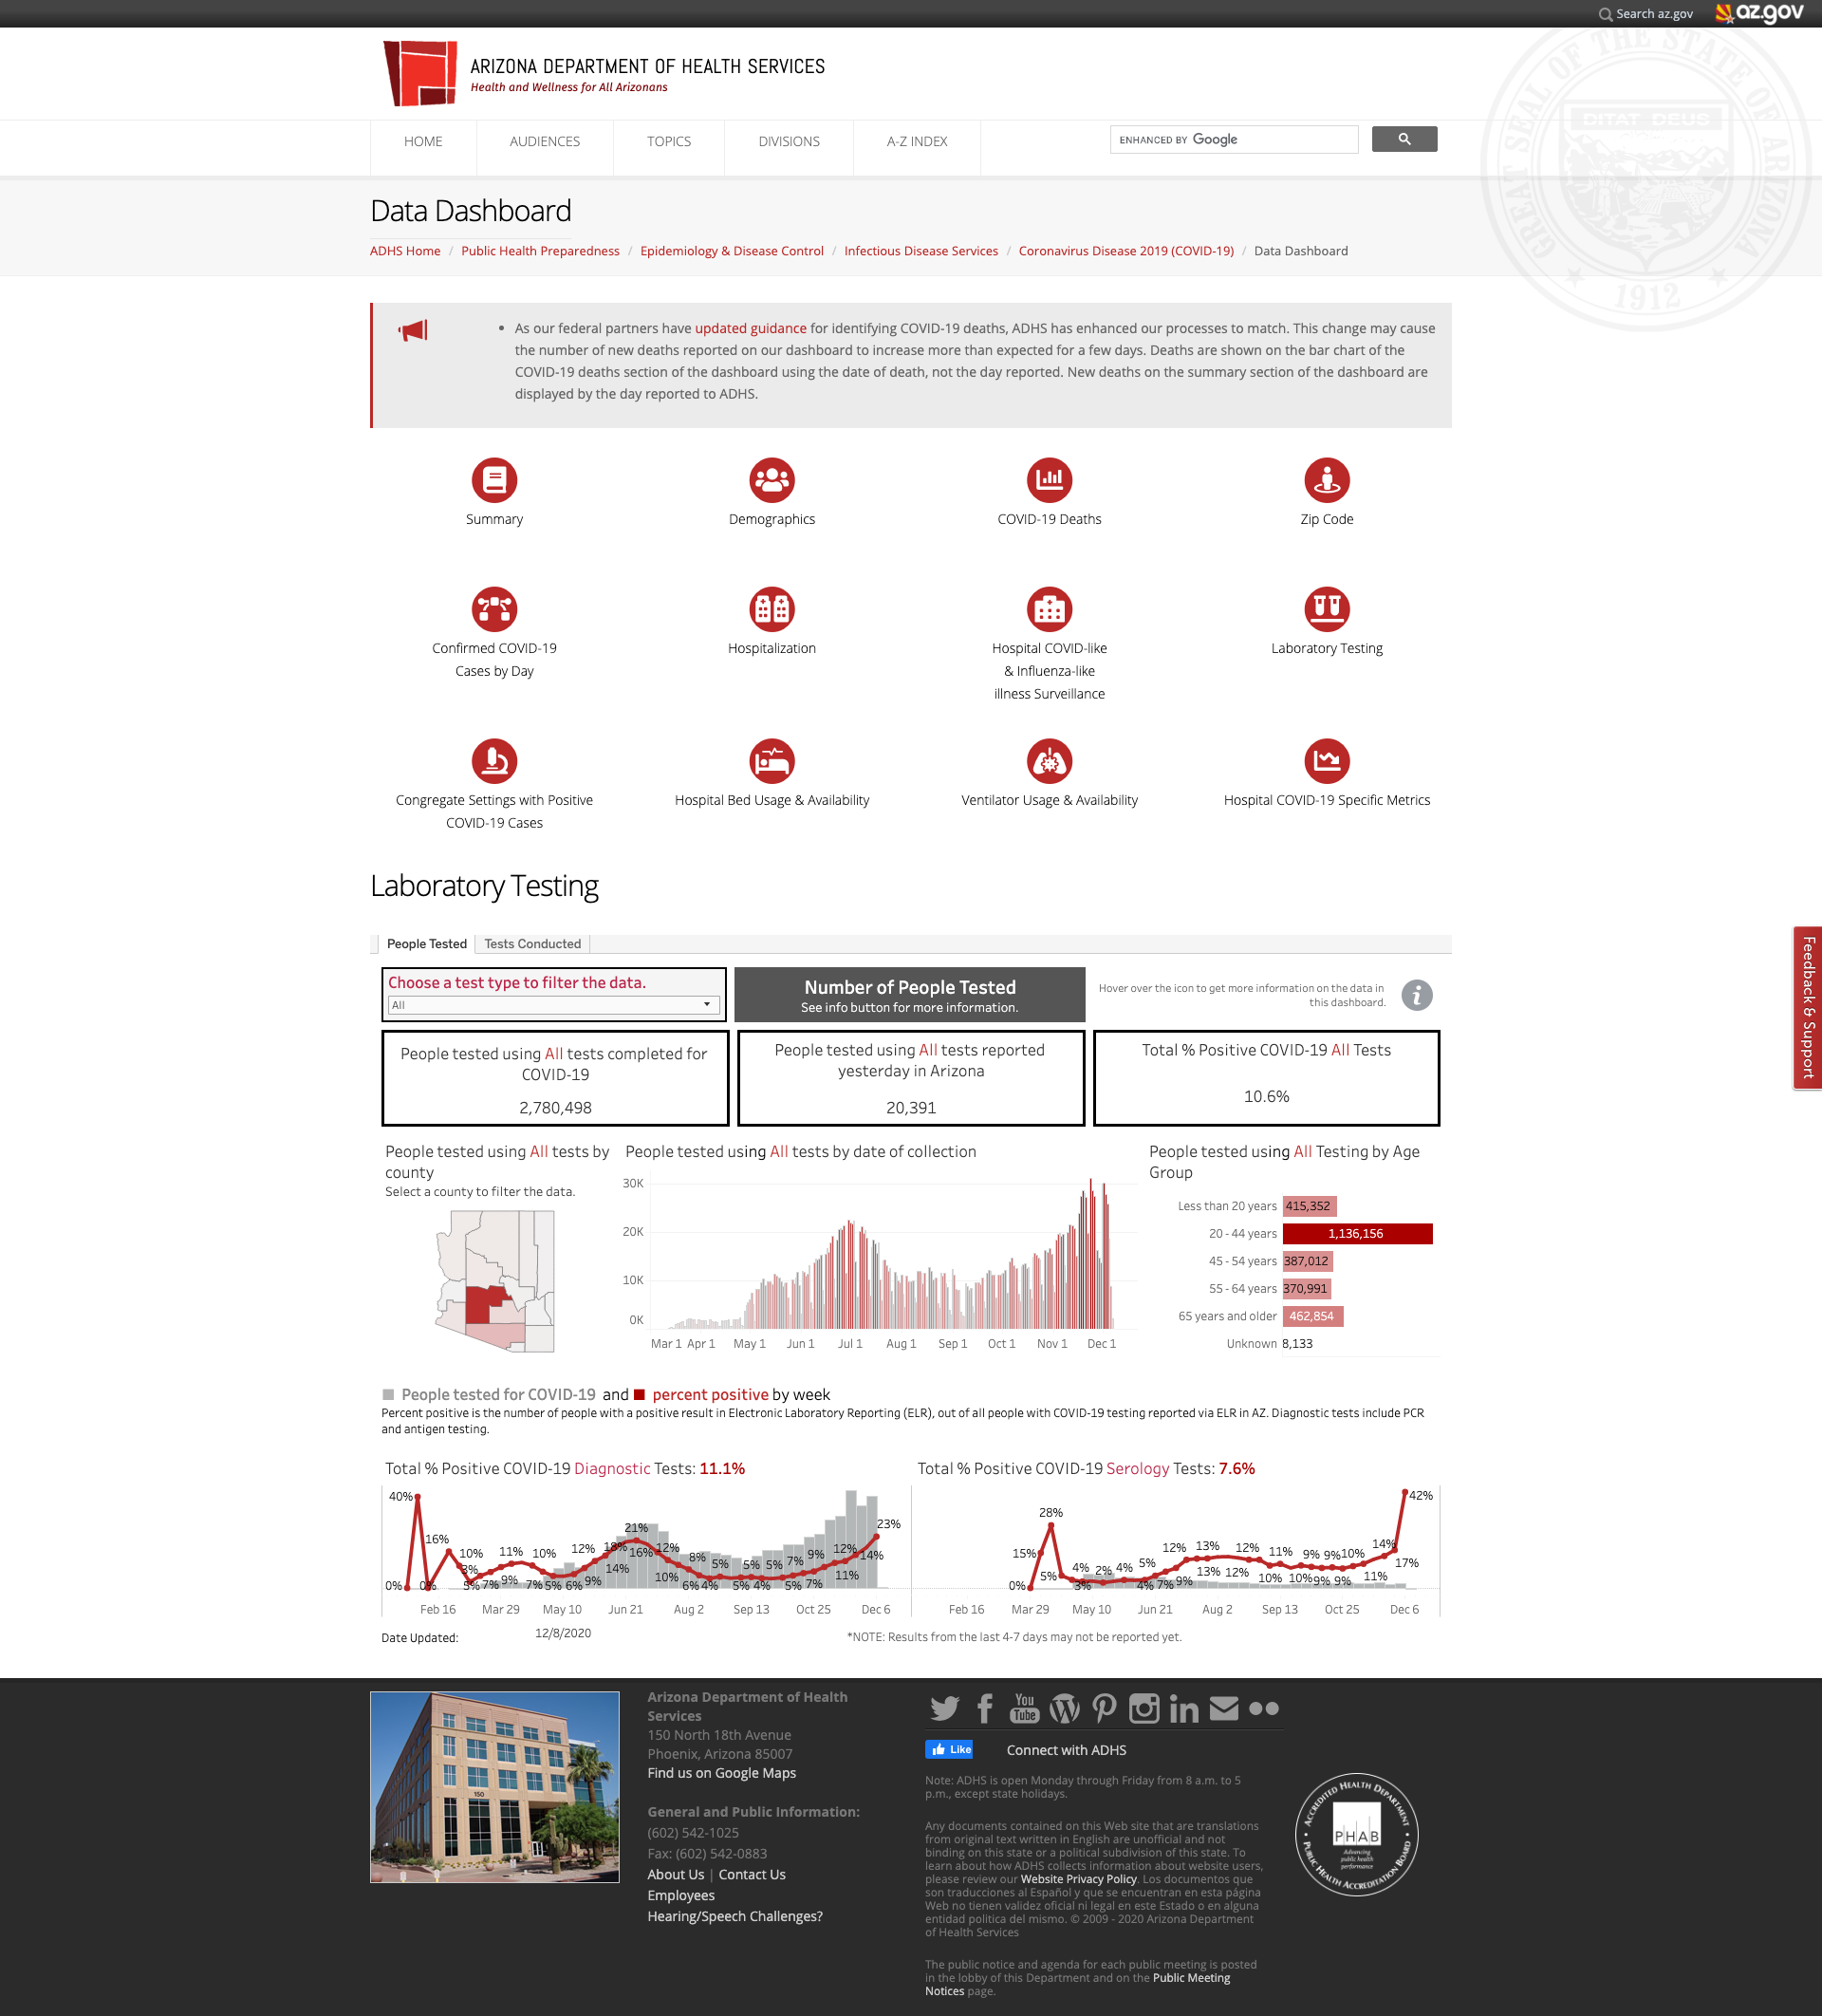 Search az.gov
az.gov
GREAT SEAL OF THE STATE OF ARIZONA
DITAT DEUS
1912
ARIZONA DEPARTMENT OF HEALTH SERVICES
Health and Wellness for All Arizonans
HOME
AUDIENCES
TOPICS
DIVISIONS
A-Z INDEX
ENHANCED BY Google
Data Dashboard
ADHS Home / Public Health Preparedness / Epidemiology & Disease Control / Infectious Disease Services / Coronavirus Disease 2019 (COVID-19) / Data Dashboard
• As our federal partners have updated guidance for identifying COVID-19 deaths, ADHS has enhanced our processes to match. This change may cause
the number of new deaths reported on our dashboard to increase more than expected for a few days. Deaths are shown on the bar chart of the
COVID-19 deaths section of the dashboard using the date of death, not the day reported. New deaths on the summary section of the dashboard are
displayed by the day reported to ADHS.
Summary
Demographics
COVID-19 Deaths
Zip Code
Confirmed COVID-19
Cases by Day
Hospitalization
Hospital COVID-like
& Influenza-like
illness Surveillance
Laboratory Testing
Congregate Settings with Positive
COVID-19 Cases
Hospital Bed Usage & Availability
Ventilator Usage & Availability
Hospital COVID-19 Specific Metrics
Laboratory Testing
Feedback & Support
People Tested
Tests Conducted
Choose a test type to filter the data.
All
Number of People Tested
See info button for more information.
Hover over the icon to get more information on the data in
this dashboard.
People tested using All tests completed for
COVID-19
2,780,498
People tested using All tests reported
yesterday in Arizona
20,391
Total % Positive COVID-19 All Tests
10.6%
People tested using All tests by
county
Select a county to filter the data.
People tested using All tests by date of collection
30K
20K
10K
0K
Mar 1 Apr 1 May 1 Jun 1 Jul 1 Aug 1 Sep 1 Oct 1 Nov 1 Dec 1
People tested using All Testing by Age
Group
Less than 20 years 415,352
20 - 44 years 1,136,156
45 - 54 years 387,012
55 - 64 years 370,991
65 years and older 462,854
Unknown 8,133
People tested for COVID-19 and percent positive by week
Percent positive is the number of people with a positive result in Electronic Laboratory Reporting (ELR), out of all people with COVID-19 testing reported via ELR in AZ. Diagnostic tests include PCR
and antigen testing.
Total % Positive COVID-19 Diagnostic Tests: 11.1%
0% 40% 0% 16% 3% 10% 5% 7% 11% 9% 7% 10% 5% 6% 12% 9% 18% 14% 21% 16% 12% 10% 6% 8% 4% 5% 5% 5% 4% 5% 5% 7% 7% 9% 12% 11% 14% 23%
Feb 16 Mar 29 May 10 Jun 21 Aug 2 Sep 13 Oct 25 Dec 6
Total % Positive COVID-19 Serology Tests: 7.6%
0% 15% 28% 5% 4% 3% 2% 4% 4% 5% 7% 12% 9% 13% 13% 12% 12% 10% 11% 10% 9% 9% 9% 9% 10% 11% 14% 17% 42%
Feb 16 Mar 29 May 10 Jun 21 Aug 2 Sep 13 Oct 25 Dec 6
Date Updated:
12/8/2020
*NOTE: Results from the last 4-7 days may not be reported yet.
150
Arizona Department of Health
Services
150 North 18th Avenue
Phoenix, Arizona 85007
Find us on Google Maps
General and Public Information:
(602) 542-1025
Fax: (602) 542-0883
About Us | Contact Us
Employees
Hearing/Speech Challenges?
You
Tube
Like
Connect with ADHS
Note: ADHS is open Monday through Friday from 8 a.m. to 5
p.m., except state holidays.
Any documents contained on this Web site that are translations
from original text written in English are unofficial and not
binding on this state or a political subdivision of this state. To
learn about how ADHS collects information about website users,
please review our Website Privacy Policy. Los documentos que
son traducciones al Español y que se encuentran en esta página
Web no tienen validez oficial ni legal en este Estado o en alguna
entidad politica del mismo. © 2009 - 2020 Arizona Department
of Health Services
The public notice and agenda for each public meeting is posted
in the lobby of this Department and on the Public Meeting
Notices page.
ACCREDITED HEALTH DEPARTMENT
PHAB
Advancing
public health
performance
PUBLIC HEALTH ACCREDITATION BOARD